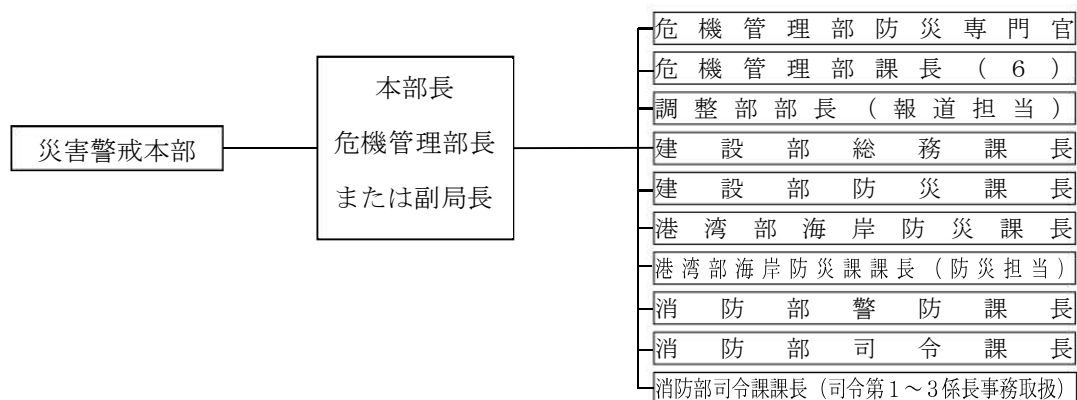 災害警戒本部
本部長
危機管理部長
または副局長
危機管理部防災専門官
危機管理部課長（６）
調整部部長（報道担当）
建設部総務課長
建設部防災課長
港湾部海岸防災課長
港湾部海岸防災課課長（防災担当）
消防部警防課長
消防部司令課長
消防部司令課課長（司令第１～３係長事務取扱）